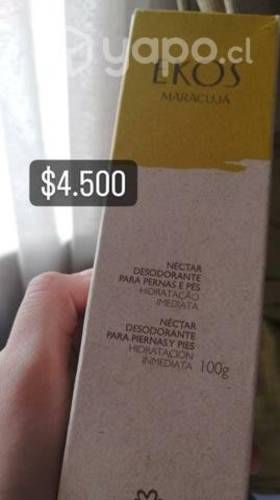 yapo.cl
EKOS
MARACUJÁ
$4.500
NÉCTAR
DESODORANTE
PARA PERNAS E PÉS
HIDRATAÇÃO
IMEDIATA
NÉCTAR
DESODORANTE
PARA PIERNAS Y PIES
HIDRATACIÓN
INMEDIATA 100g